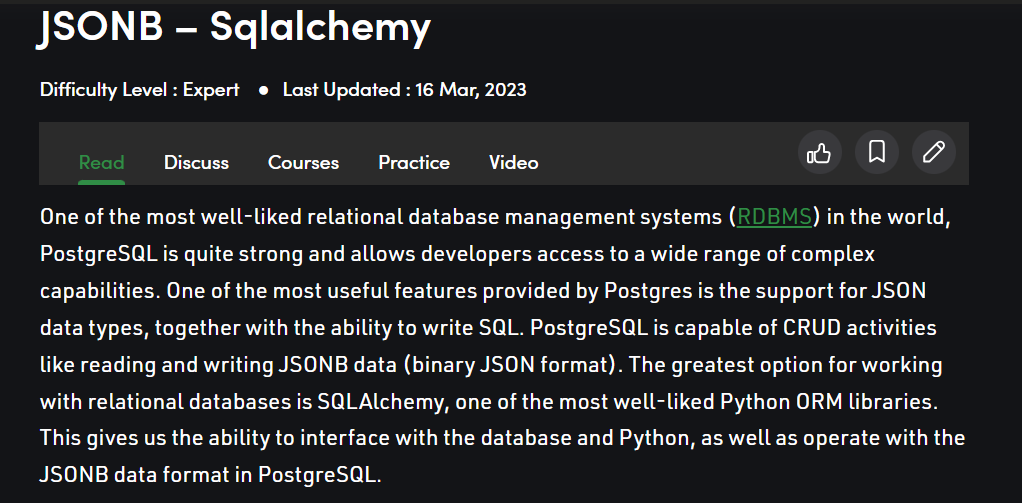 JSONB – Sqlalchemy
Difficulty Level : Expert ● Last Updated : 16 Mar, 2023
Read Discuss Courses Practice Video
One of the most well-liked relational database management systems (RDBMS) in the world,
PostgreSQL is quite strong and allows developers access to a wide range of complex
capabilities. One of the most useful features provided by Postgres is the support for JSON
data types, together with the ability to write SQL. PostgreSQL is capable of CRUD activities
like reading and writing JSONB data (binary JSON format). The greatest option for working
with relational databases is SQLAlchemy, one of the most well-liked Python ORM libraries.
This gives us the ability to interface with the database and Python, as well as operate with the
JSONB data format in PostgreSQL.